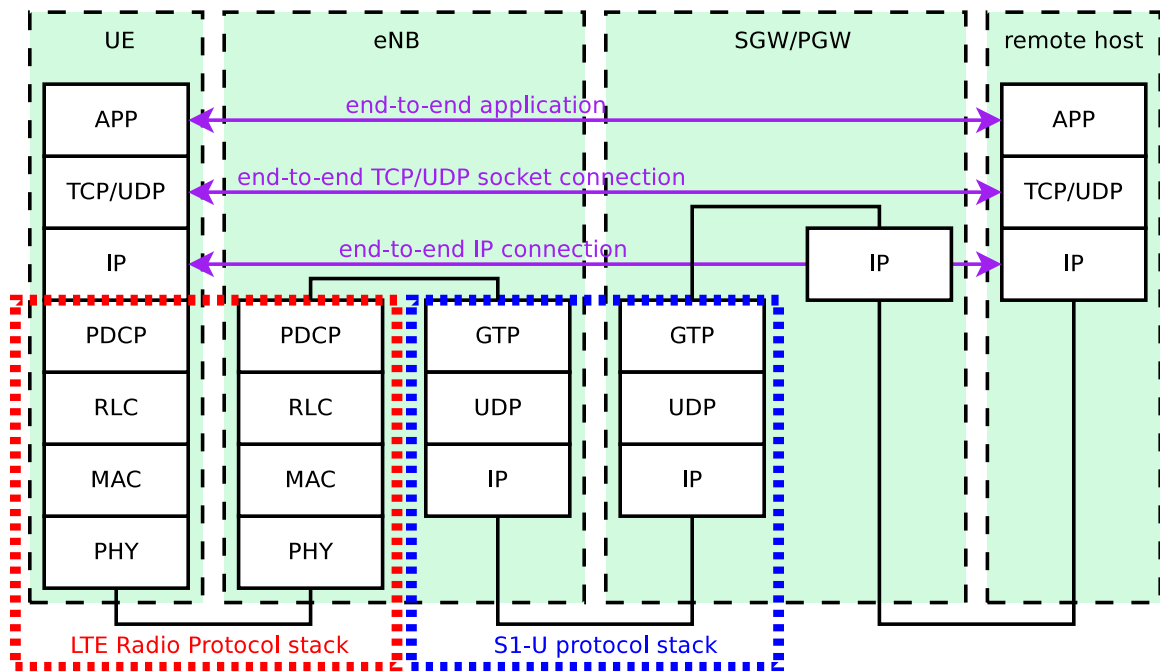 UE
eNB
SGW/PGW
remote host
APP
end-to-end application
APP
TCP/UDP
end-to-end TCP/UDP socket connection
TCP/UDP
IP
end-to-end IP connection
IP
IP
PDCP
PDCP
GTP
GTP
RLC
RLC
UDP
UDP
MAC
MAC
IP
IP
PHY
PHY
LTE Radio Protocol stack
S1-U protocol stack